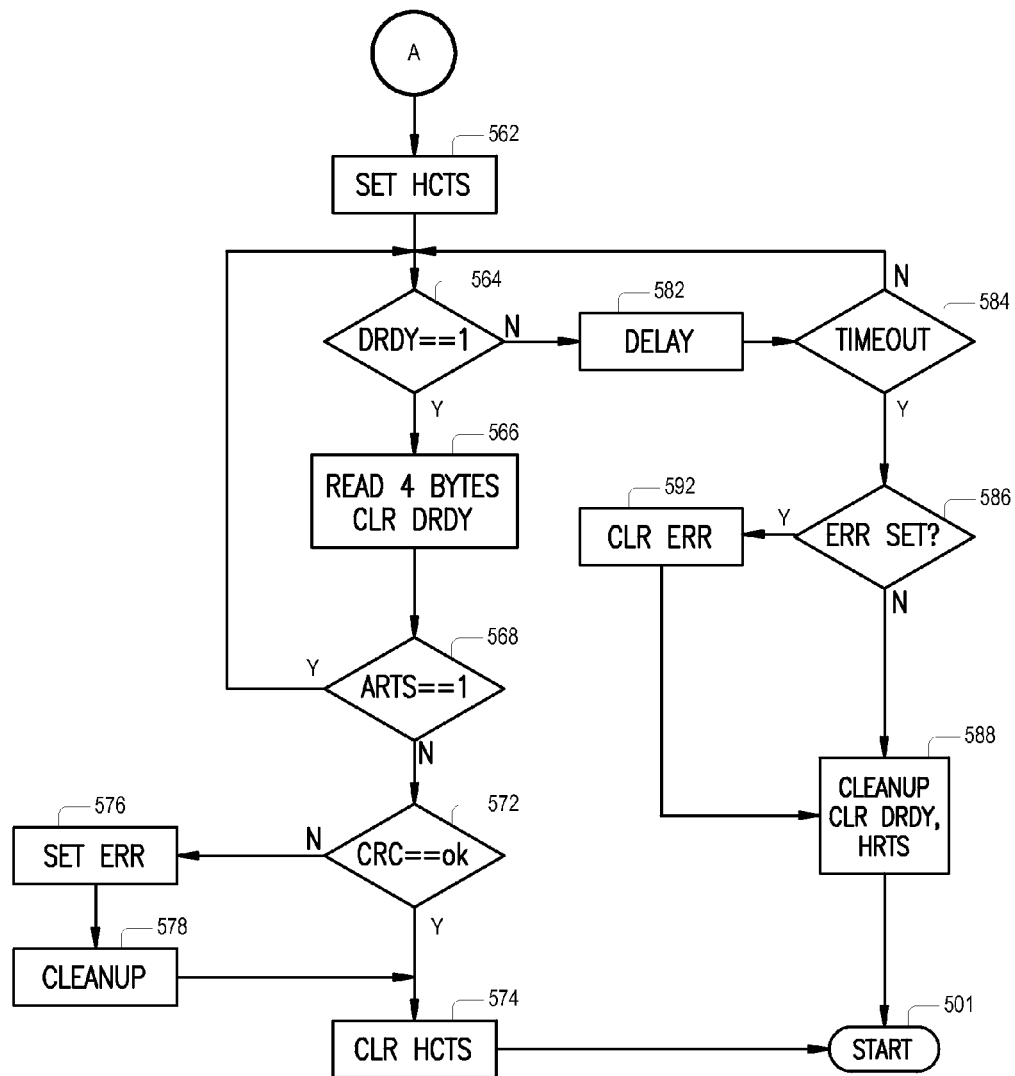 A
562
SET HCTS
564
DRDY==1
N
Y
582
DELAY
N
584
TIMEOUT
Y
566
READ 4 BYTES
CLR DRDY
592
CLR ERR
Y
586
ERR SET?
N
568
Y
ARTS==1
N
588
CLEANUP
CLR DRDY,
HRTS
576
SET ERR
N
572
CRC==ok
Y
578
CLEANUP
574
CLR HCTS
501
START